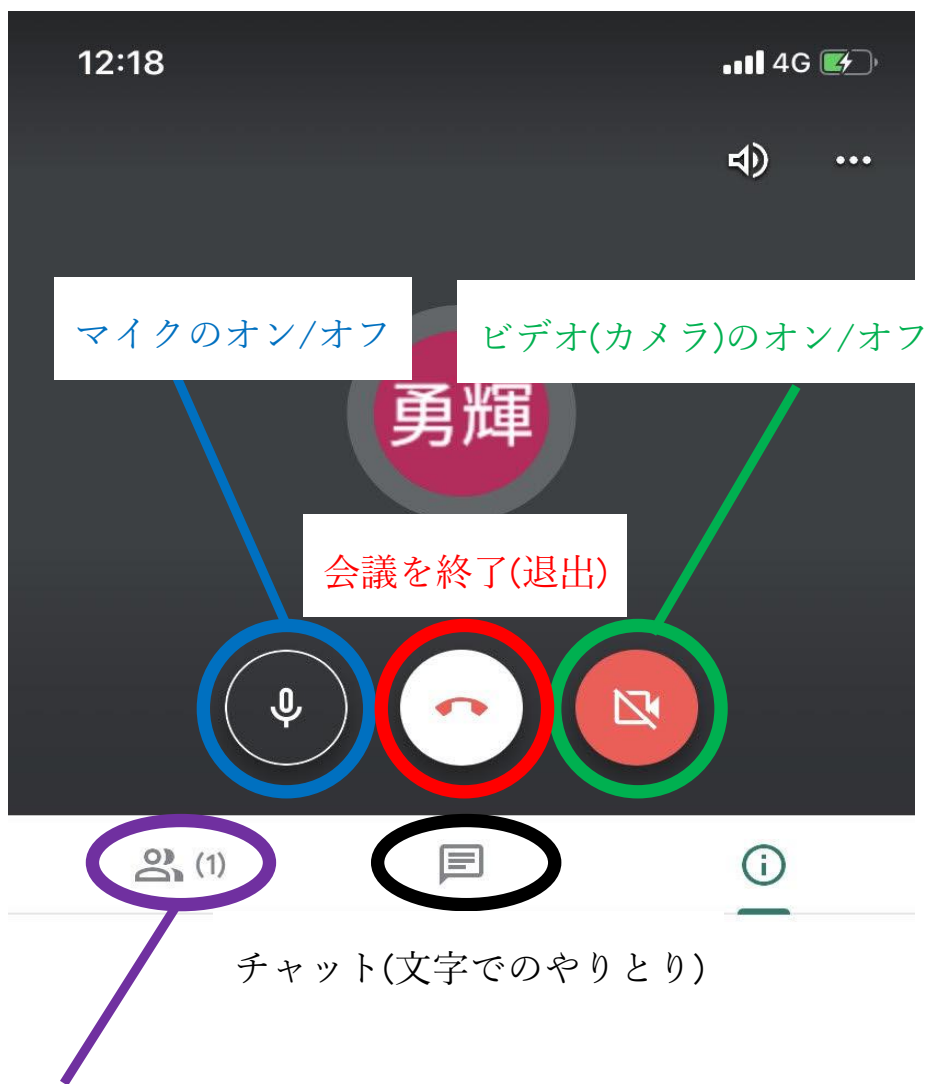 12:18
4G
マイクのオン/オフ
ビデオ(カメラ)のオン/オフ
勇輝
会議を終了(退出)
(1)
チャット(文字でのやりとり)